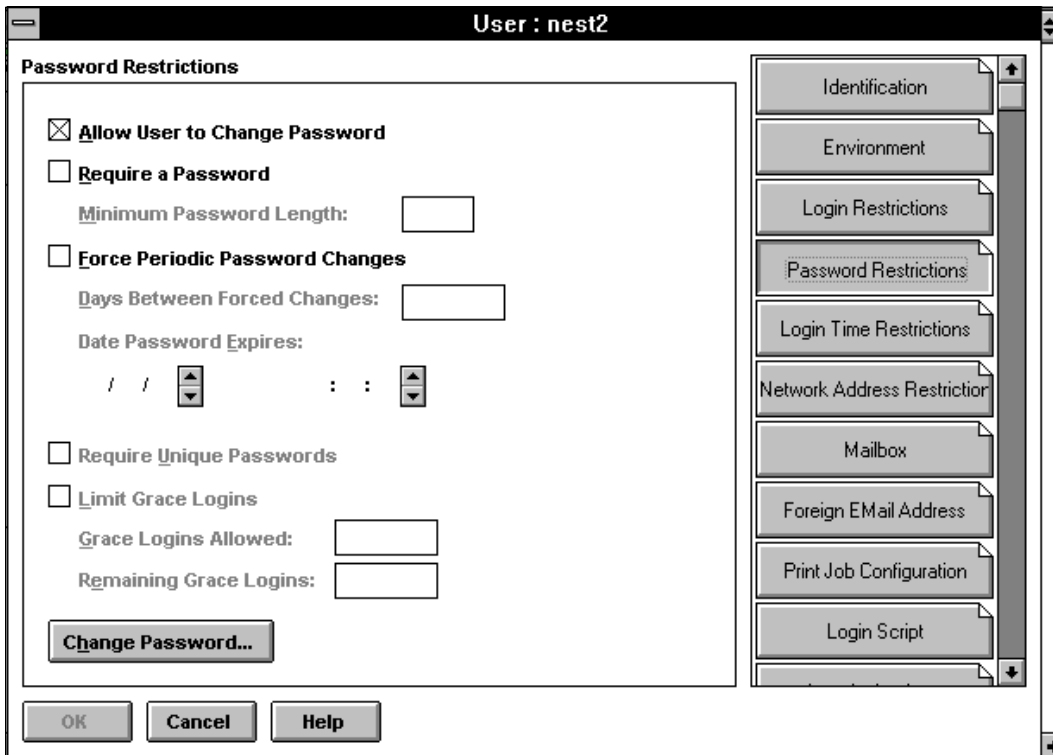 User : nest2
Password Restrictions
Allow User to Change Password
Require a Password
Minimum Password Length:
Force Periodic Password Changes
Days Between Forced Changes:
Date Password Expires:
/ /
: :
Require Unique Passwords
Limit Grace Logins
Grace Logins Allowed:
Remaining Grace Logins:
Change Password...
OK
Cancel
Help
Identification
Environment
Login Restrictions
Password Restrictions
Login Time Restrictions
Network Address Restriction
Mailbox
Foreign EMail Address
Print Job Configuration
Login Script